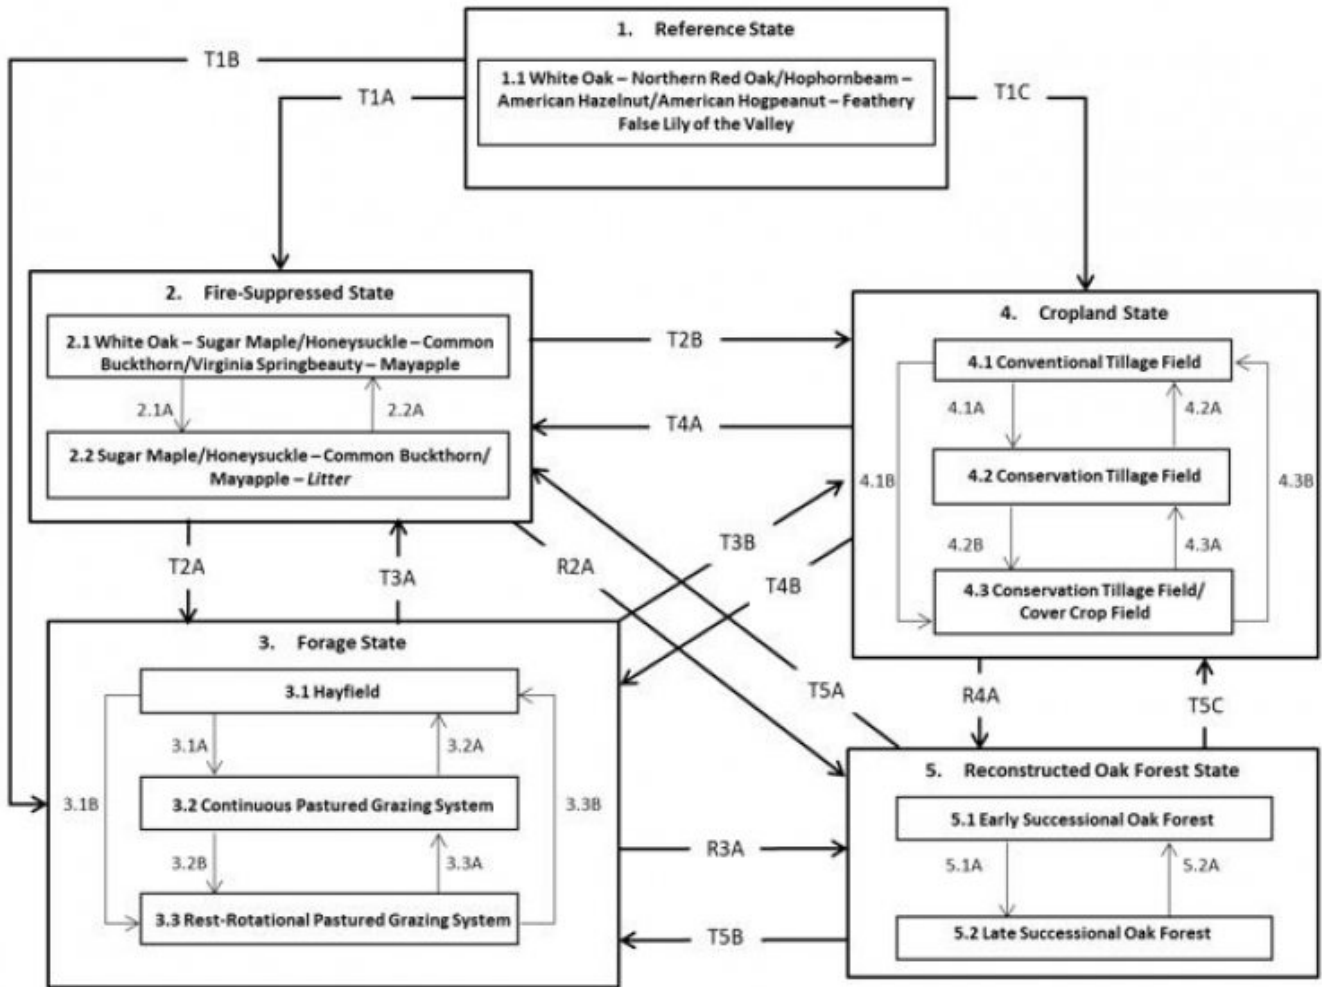 1. Reference State
T1B
1.1 White Oak – Northern Red Oak/Hophornbeam –
American Hazelnut/American Hogpeanut – Feathery
False Lily of the Valley
T1A
T1C
2. Fire-Suppressed State
2.1 White Oak – Sugar Maple/Honeysuckle – Common
Buckthorn/Virginia Springbeauty – Mayapple
2.1A
2.2A
2.2 Sugar Maple/Honeysuckle – Common Buckthorn/
Mayapple – Litter
T2B
T4A
4. Cropland State
4.1 Conventional Tillage Field
4.1A
4.2A
4.2 Conservation Tillage Field
4.1B
4.3B
4.2B
4.3A
4.3 Conservation Tillage Field/
Cover Crop Field
T2A
T3A
R2A
T3B
T4B
T5A
R4A
T5C
3. Forage State
3.1 Hayfield
3.1A
3.2A
3.1B
3.2 Continuous Pastured Grazing System
3.3B
3.2B
3.3A
3.3 Rest-Rotational Pastured Grazing System
R3A
T5B
5. Reconstructed Oak Forest State
5.1 Early Successional Oak Forest
5.1A
5.2A
5.2 Late Successional Oak Forest